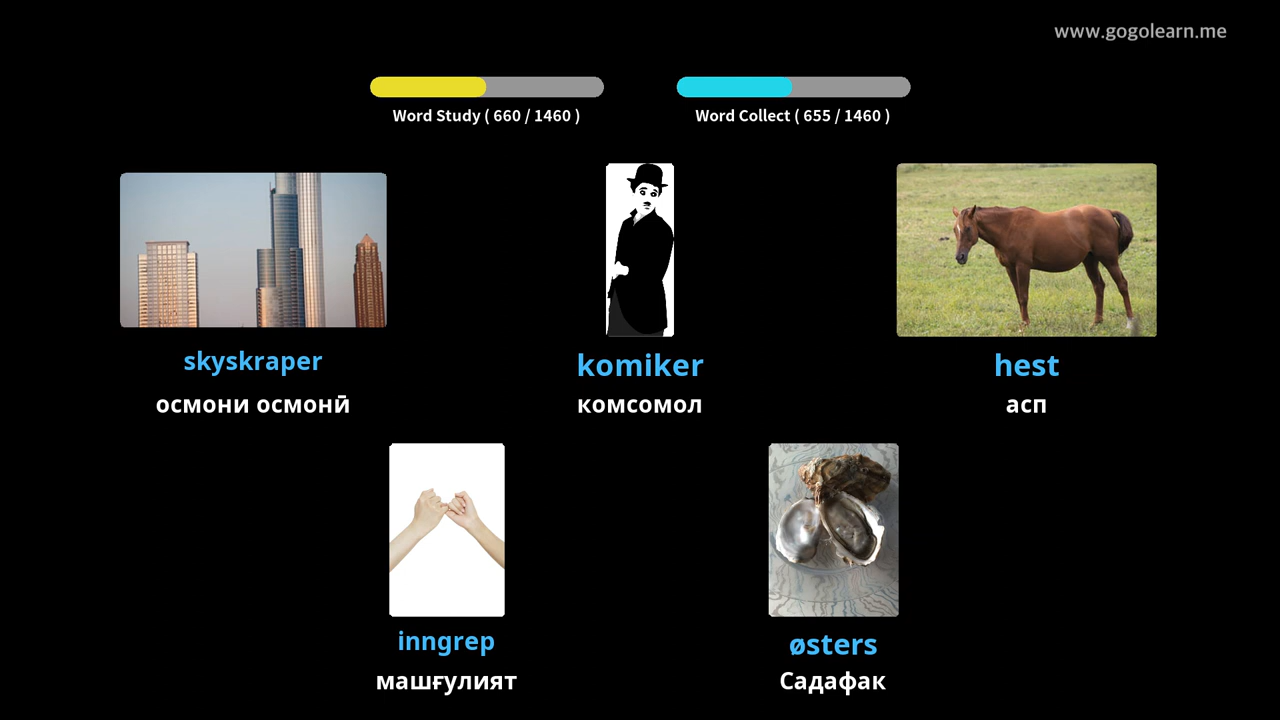 www.gogolearn.me
Word Study ( 660 / 1460 )
Word Collect ( 655 / 1460 )
skyskraper
осмони осмонӣ
komiker
комсомол
hest
асп
inngrep
машғулият
østers
Садафак